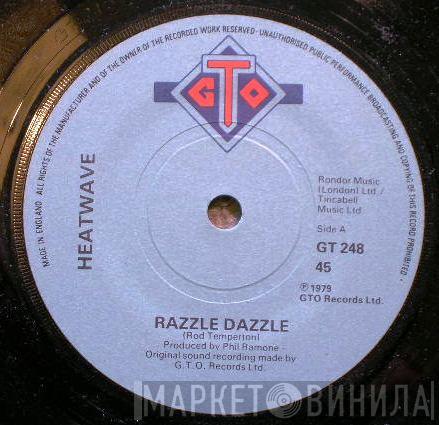 ALL RIGHTS OF THE MANUFACTURER AND OF THE OWNER OF THE RECORDED WORK RESERVED · UNAUTHORISED PUBLIC PERFORMANCE BROADCASTING AND COPYING OF THIS RECORD PROHIBITED ·
MADE IN ENGLAND
GTO
HEATWAVE
Rondor Music
(London) Ltd /
Tincabell
Music Ltd
Side A
GT 248
45
℗ 1979
GTO Records Ltd.
RAZZLE DAZZLE
(Rod Temperton)
Produced by Phil Ramone -
Original sound recording made by
G.T.O. Records Ltd.
МАРКЕТ ВИНИЛА